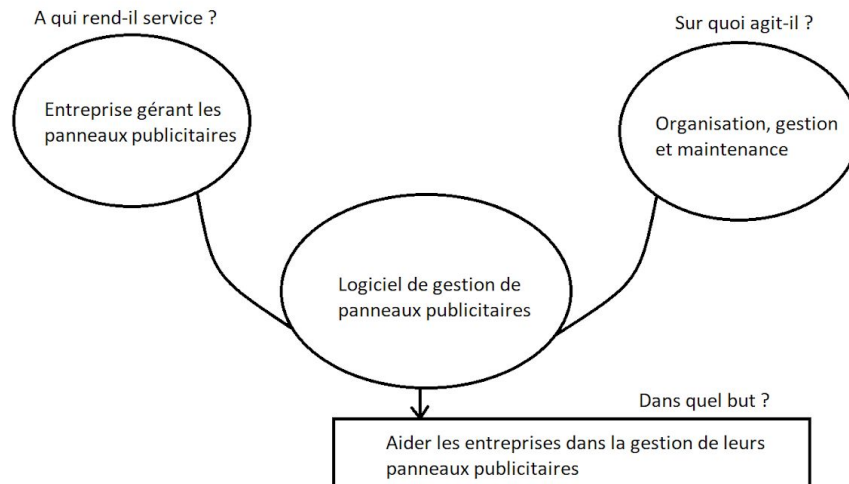 A qui rend-il service ?
Sur quoi agit-il ?
Entreprise gérant les
panneaux publicitaires
Organisation, gestion
et maintenance
Logiciel de gestion de
panneaux publicitaires
Dans quel but ?
Aider les entreprises dans la gestion de leurs
panneaux publicitaires